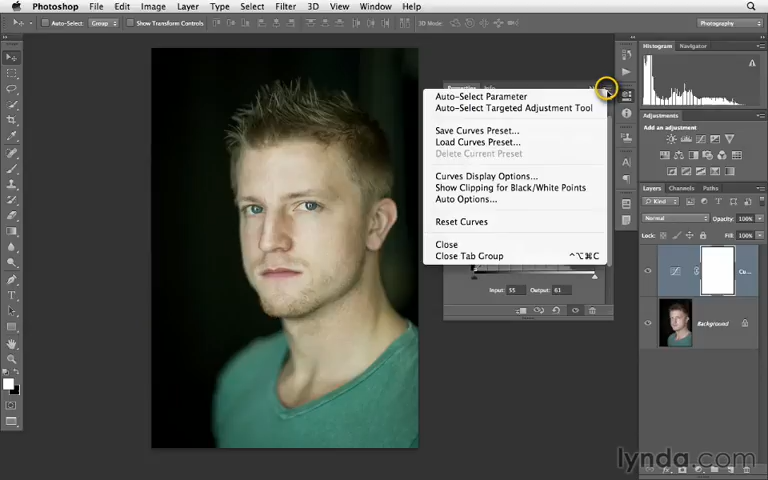 Photoshop File Edit Image Layer Type Select Filter 3D View Window Help
Auto-Select: Group Show Transform Controls 3D Mode: Photography
Histogram Navigator
Properties Info
Auto-Select Parameter
Auto-Select Targeted Adjustment Tool
Save Curves Preset...
Load Curves Preset...
Delete Current Preset
Curves Display Options...
Show Clipping for Black/White Points
Auto Options...
Reset Curves
Close
Close Tab Group ^⌥⌘C
Input: 55 Output: 61
Adjustments
Add an adjustment
Layers Channels Paths
Kind
Normal Opacity: 100%
Lock: Fill: 100%
Cu...
Background
lynda.com